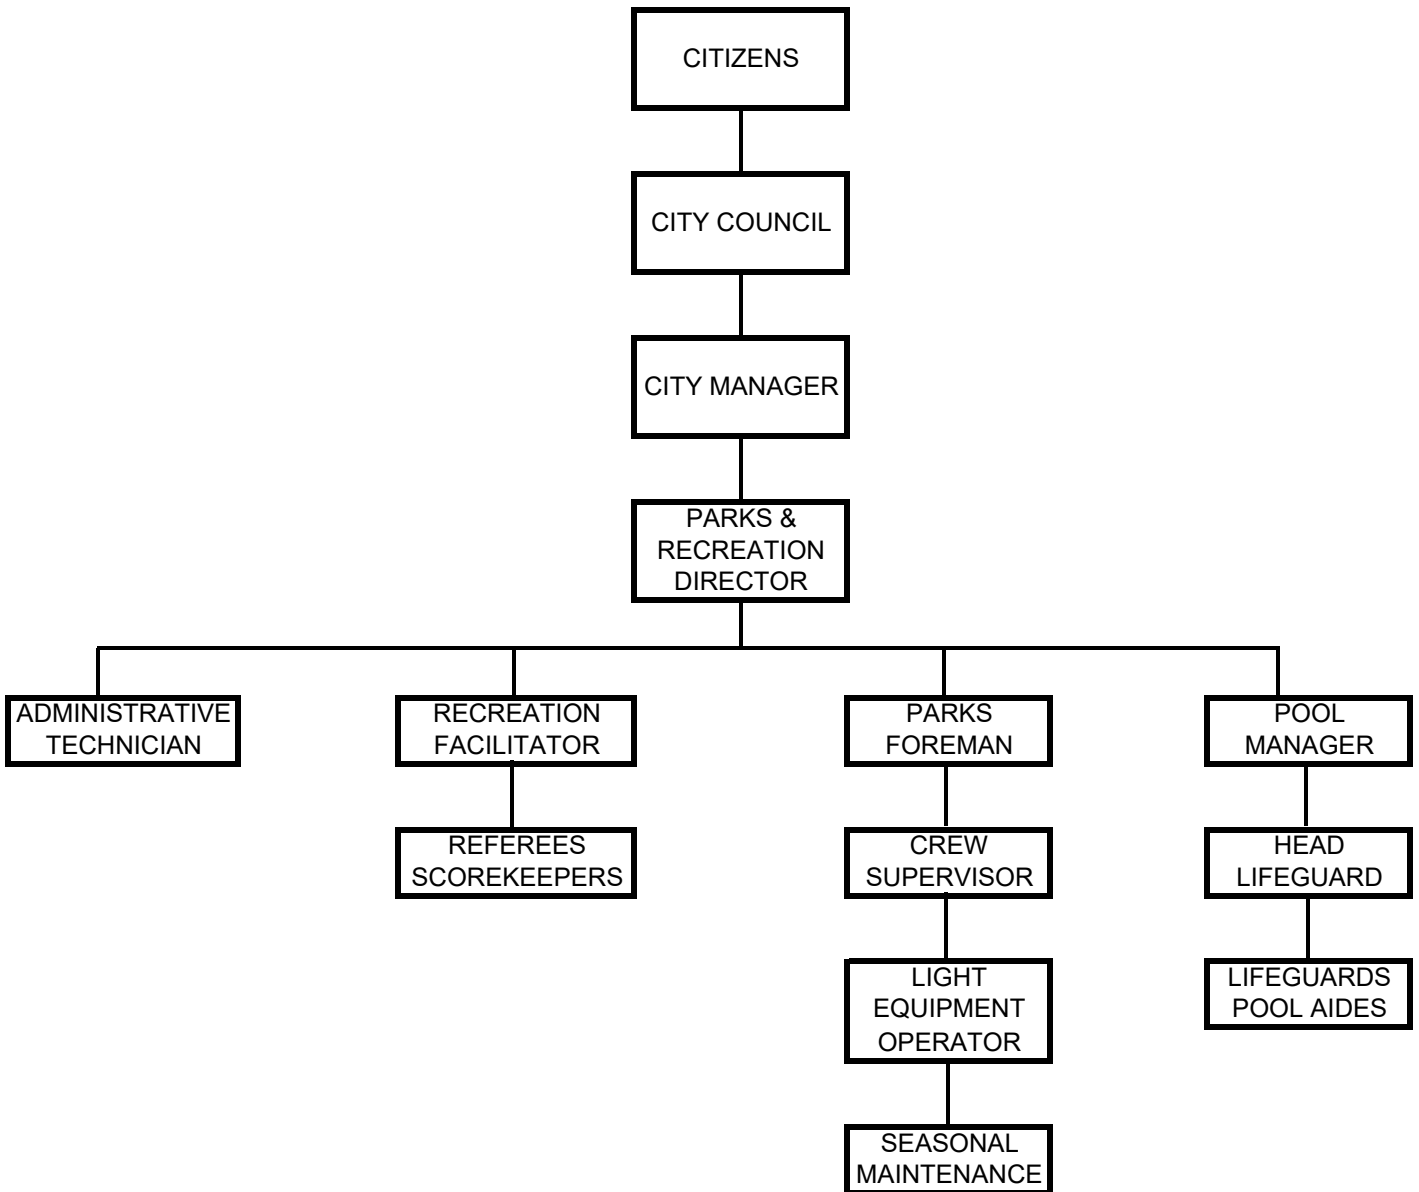 CITIZENS
CITY COUNCIL
CITY MANAGER
PARKS &
RECREATION
DIRECTOR
ADMINISTRATIVE
TECHNICIAN
RECREATION
FACILITATOR
PARKS
FOREMAN
POOL
MANAGER
REFEREES
SCOREKEEPERS
CREW
SUPERVISOR
HEAD
LIFEGUARD
LIGHT
EQUIPMENT
OPERATOR
LIFEGUARDS
POOL AIDES
SEASONAL
MAINTENANCE